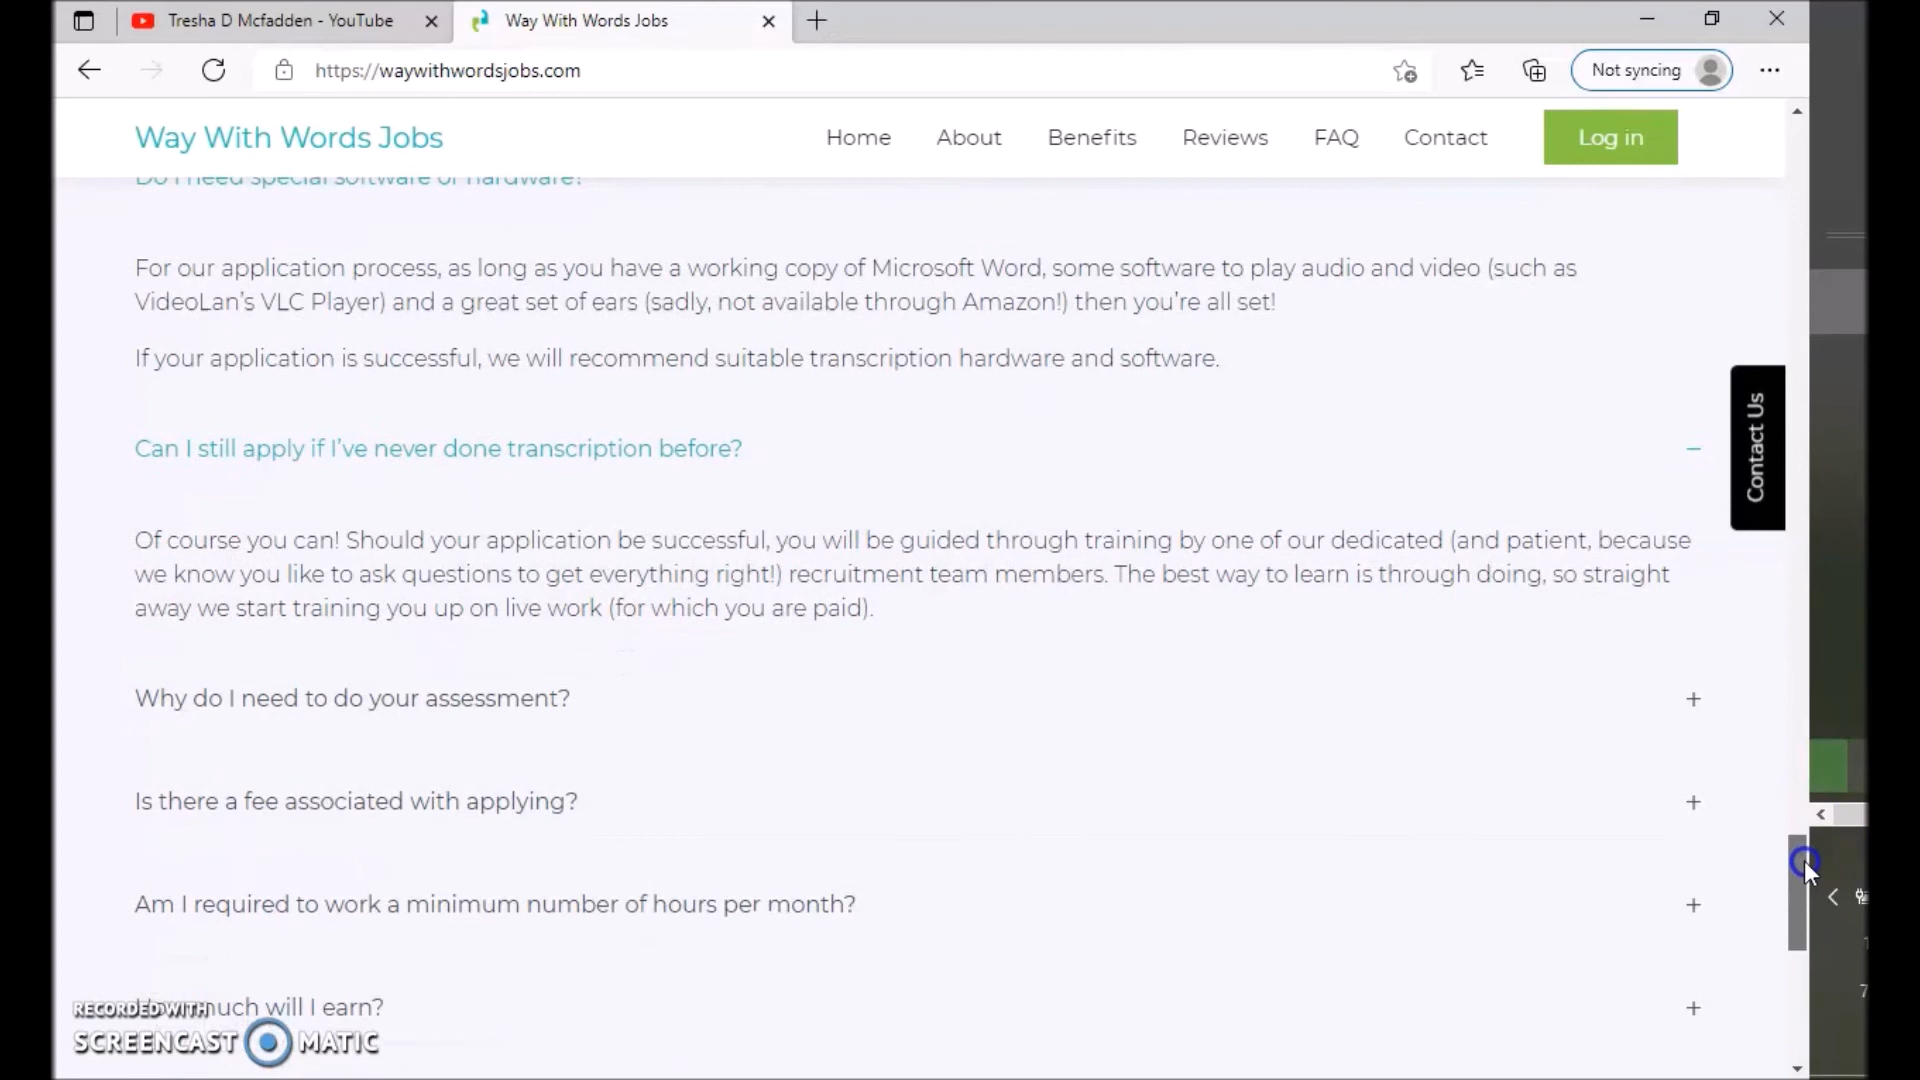 Tresha D Mcfadden - YouTube
Way With Words Jobs
https://waywithwordsjobs.com
Not syncing
Way With Words Jobs
Home
About
Benefits
Reviews
FAQ
Contact
Log in
Do I need special software or hardware?
For our application process, as long as you have a working copy of Microsoft Word, some software to play audio and video (such as
VideoLan's VLC Player) and a great set of ears (sadly, not available through Amazon!) then you're all set!
If your application is successful, we will recommend suitable transcription hardware and software.
Contact Us
Can I still apply if I've never done transcription before?
Of course you can! Should your application be successful, you will be guided through training by one of our dedicated (and patient, because
we know you like to ask questions to get everything right!) recruitment team members. The best way to learn is through doing, so straight
away we start training you up on live work (for which you are paid).
Why do I need to do your assessment?
Is there a fee associated with applying?
Am I required to work a minimum number of hours per month?
much will I earn?
RECORDED WITH
SCREENCAST MATIC